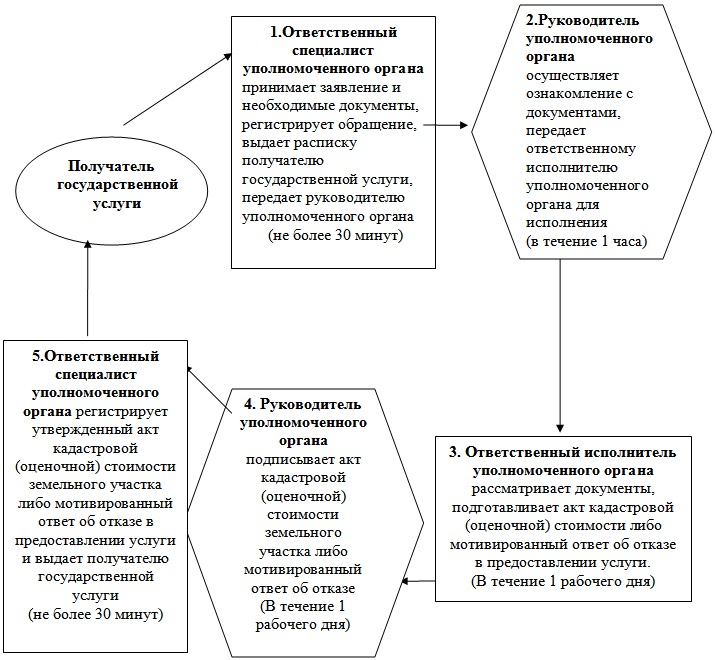 Получатель
государственной
услуги
1.Ответственный
специалист
уполномоченного органа
принимает заявление и
необходимые документы,
регистрирует обращение,
выдает расписку
получателю
государственной услуги,
передает руководителю
уполномоченного органа
(не более 30 минут)
2.Руководитель
уполномоченного
органа
осуществляет
ознакомление с
документами,
передает
ответственному
исполнителю
уполномоченного
органа для
исполнения
(в течение 1 часа)
3. Ответственный исполнитель
уполномоченного органа
рассматривает документы,
подготавливает акт кадастровой
(оценочной) стоимости либо
мотивированный ответ об отказе
в предоставлении услуги.
(В течение 1 рабочего дня)
4. Руководитель
уполномоченного
органа
подписывает акт
кадастровой
(оценочной)
стоимости
земельного
участка либо
мотивированный
ответ об отказе
(В течение 1
рабочего дня)
5.Ответственный
специалист
уполномоченного
органа регистрирует
утвержденный акт
кадастровой
(оценочной) стоимости
земельного участка
либо мотивированный
ответ об отказе в
предоставлении услуги
и выдает получателю
государственной
услуги
(не более 30 минут)